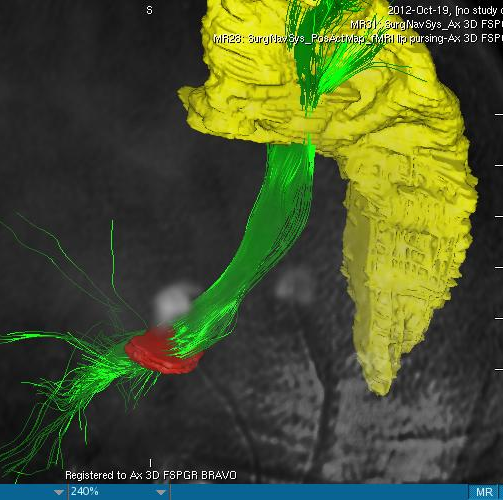 S
2012-Oct-19, (no study
MR31: SurgNavSys_Ax 3D FSPG
MR28: SurgNavSys_PosActMap_fMRI lip pursing-Ax 3D FSP
Registered to Ax 3D FSPGR BRAVO
240%
MR